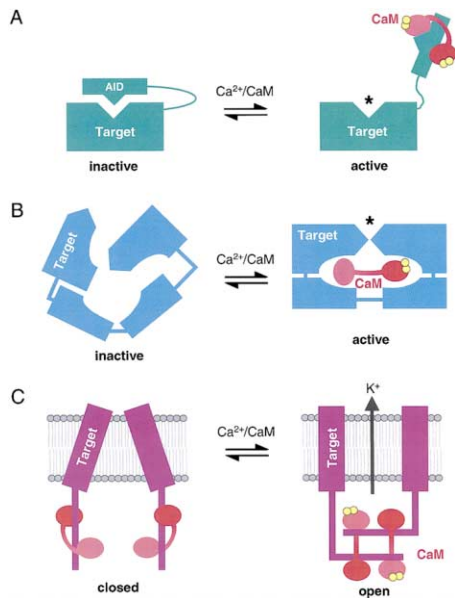 A
AID
Target
inactive
Ca²⁺/CaM
CaM
*
Target
active
B
Target
inactive
Ca²⁺/CaM
*
Target
CaM
active
C
Target
closed
Ca²⁺/CaM
K⁺
Target
CaM
open